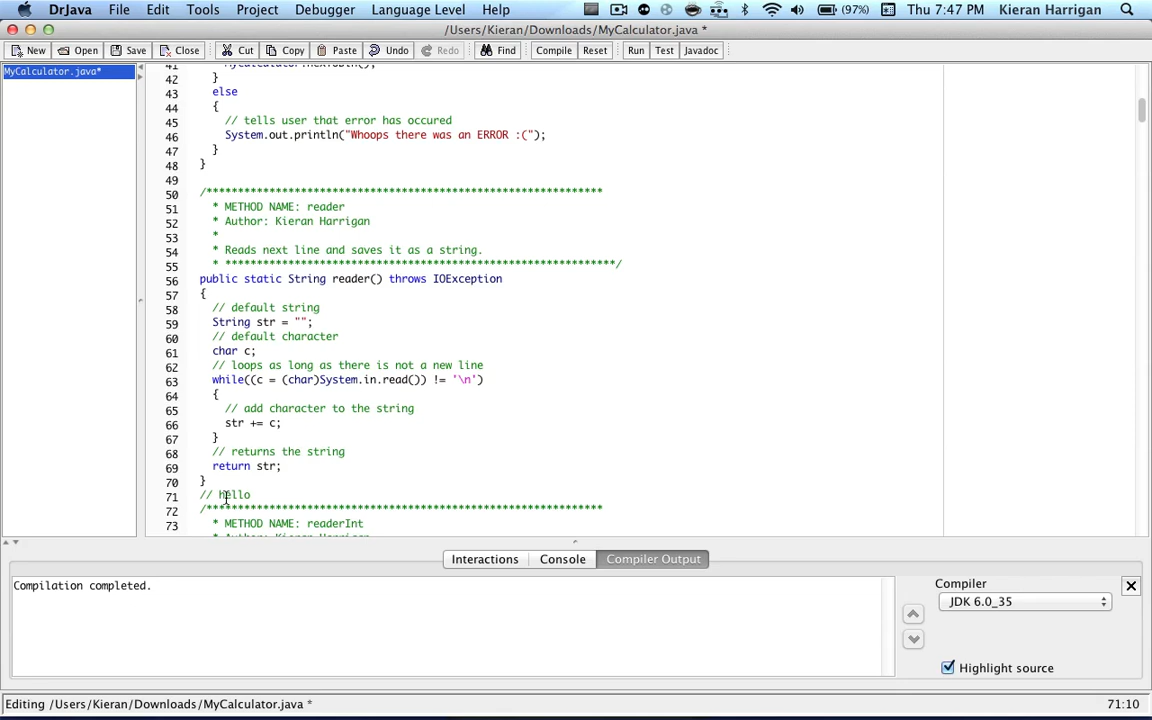 DrJava File Edit Tools Project Debugger Language Level Help (97%) Thu 7:47 PM Kieran Harrigan
/Users/Kieran/Downloads/MyCalculator.java *
New Open Save Close Cut Copy Paste Undo Redo Find Compile Reset Run Test Javadoc
MyCalculator.java*
41
42 }
43 else
44 {
45 // tells user that error has occured
46 System.out.println("Whoops there was an ERROR :(");
47 }
48 }
49
50 /**************************************************************
51 * METHOD NAME: reader
52 * Author: Kieran Harrigan
53 *
54 * Reads next line and saves it as a string.
55 * **************************************************************/
56 public static String reader() throws IOException
57 {
58 // default string
59 String str = "";
60 // default character
61 char c;
62 // loops as long as there is not a new line
63 while((c = (char)System.in.read()) != '\n')
64 {
65 // add character to the string
66 str += c;
67 }
68 // returns the string
69 return str;
70 }
71 // hello
72 /**************************************************************
73 * METHOD NAME: readerInt
* Author: Kieran Harrigan
Interactions Console Compiler Output
Compilation completed.
Compiler
JDK 6.0_35
Highlight source
Editing /Users/Kieran/Downloads/MyCalculator.java * 71:10